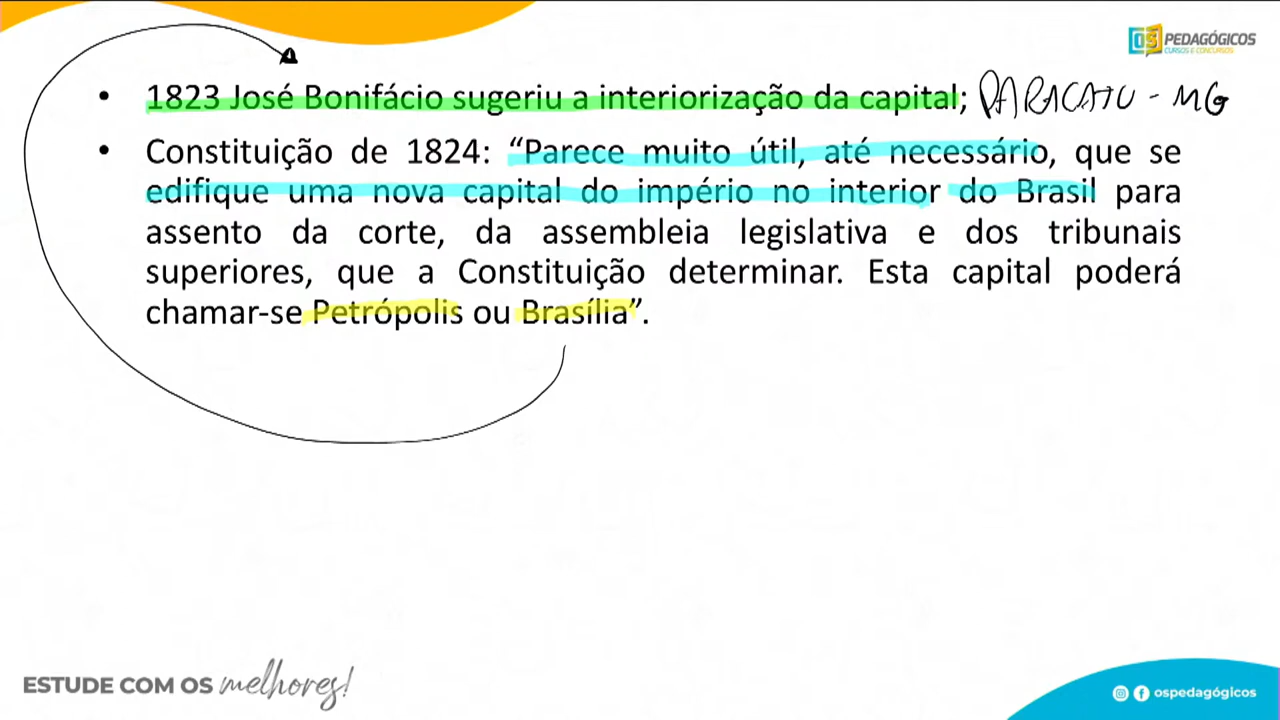 OS PEDAGÓGICOS
CURSOS E CONCURSOS
• 1823 José Bonifácio sugeriu a interiorização da capital; PARACATU - MG
• Constituição de 1824: “Parece muito útil, até necessário, que se
edifique uma nova capital do império no interior do Brasil para
assento da corte, da assembleia legislativa e dos tribunais
superiores, que a Constituição determinar. Esta capital poderá
chamar-se Petrópolis ou Brasília”.
ESTUDE COM OS melhores!
ospedagógicos